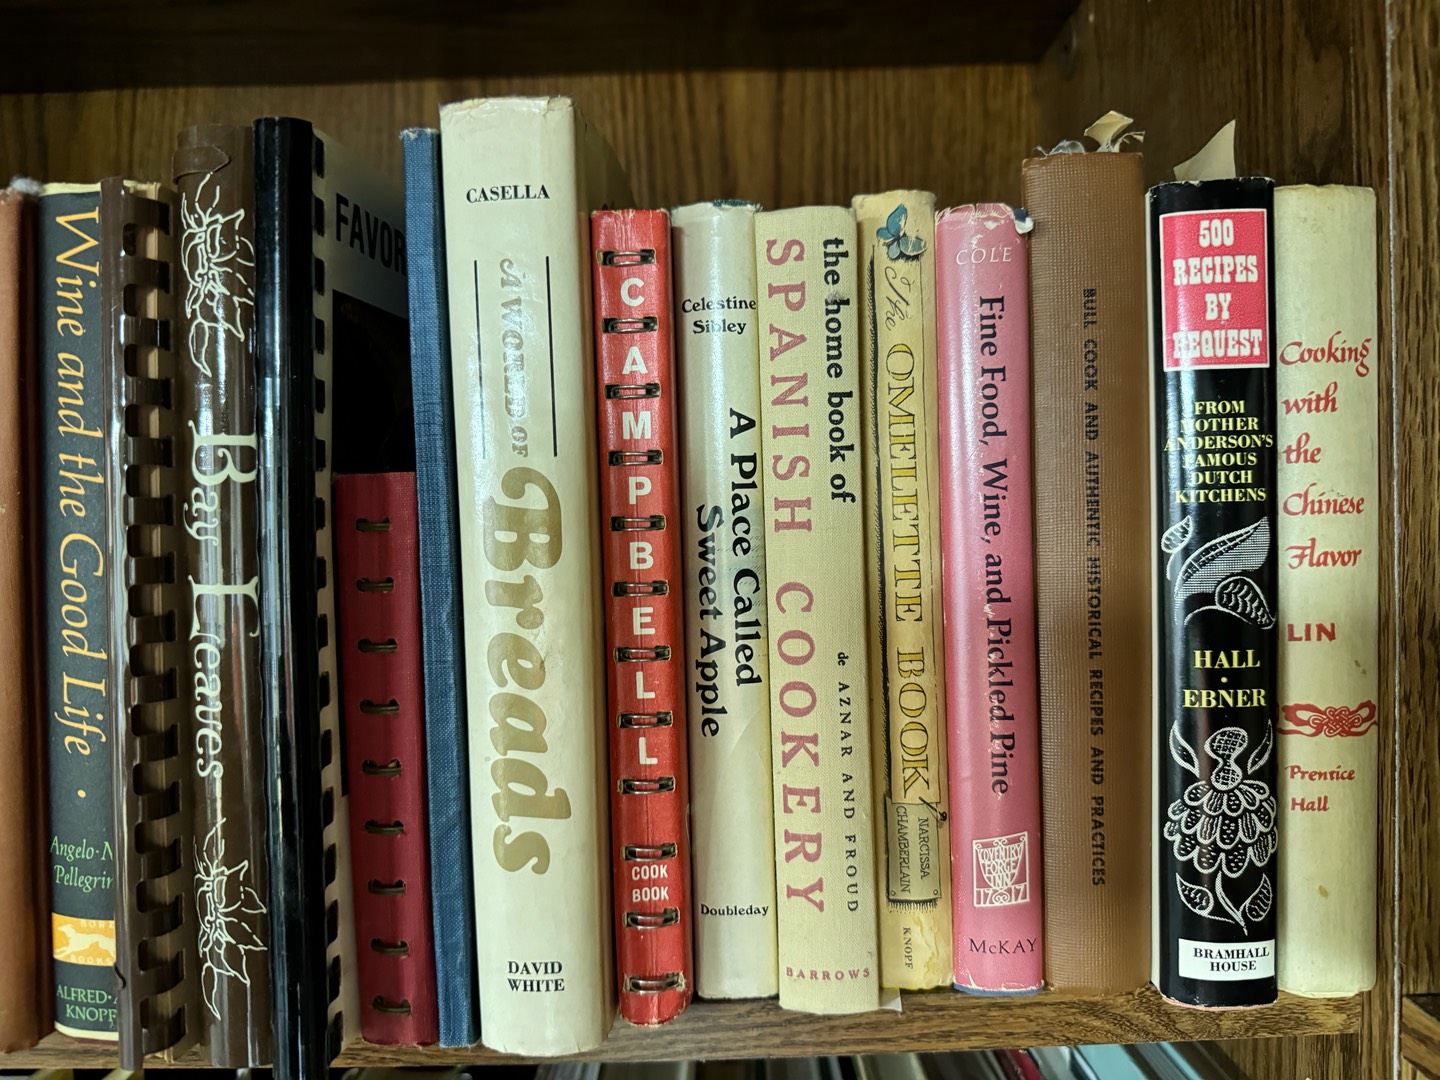 Wine and the Good Life •
Angelo
Pellegrin
BORZ
BOOKS
ALFRED
KNOPF
Bay Leaves
FAVOR
CASELLA
A WORLD OF
Breads
DAVID
WHITE
CAMPBELL
COOK
BOOK
Celestine
Sibley
A Place Called
Sweet Apple
Doubleday
the home book of
SPANISH COOKERY
de AZNAR AND FROUD
BARROWS
The OMELETTE BOOK
NARCISSA
CHAMBERLAIN
KNOPF
COLE
Fine Food, Wine, and Pickled Pine
COVENTRY
FORGE
INN
1717
McKAY
BULL COOK AND AUTHENTIC HISTORICAL RECIPES AND PRACTICES
500
RECIPES
BY
REQUEST
FROM
MOTHER
ANDERSON'S
FAMOUS
DUTCH
KITCHENS
HALL
•
EBNER
BRAMHALL
HOUSE
Cooking
with
the
Chinese
Flavor
LIN
Prentice
Hall